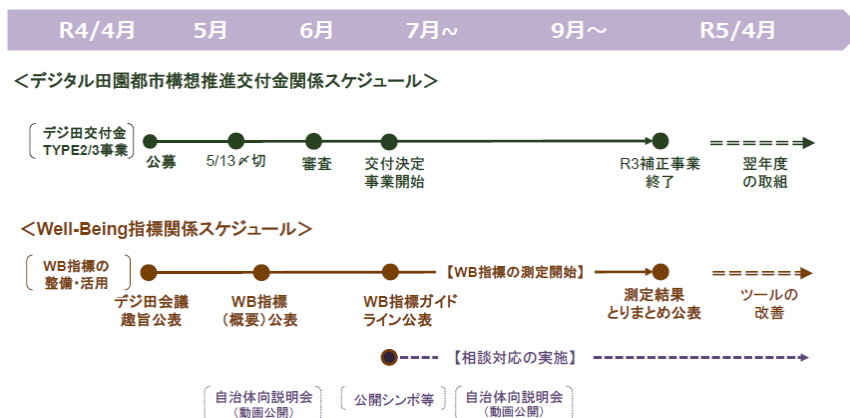 R4/4月 5月 6月 7月~ 9月～ R5/4月
＜デジタル田園都市構想推進交付金関係スケジュール＞
デジ田交付金
TYPE2/3事業
公募 5/13〆切 審査 交付決定 R3補正事業 翌年度
事業開始 終了 の取組
＜Well-Being指標関係スケジュール＞
WB指標の
整備・活用
【WB指標の測定開始】
デジ田会議 WB指標 WB指標ガイド 測定結果 ツールの
趣旨公表 （概要）公表 ライン公表 とりまとめ公表 改善
【相談対応の実施】
自治体向説明会 公開シンポ等 自治体向説明会
（動画公開） （動画公開）